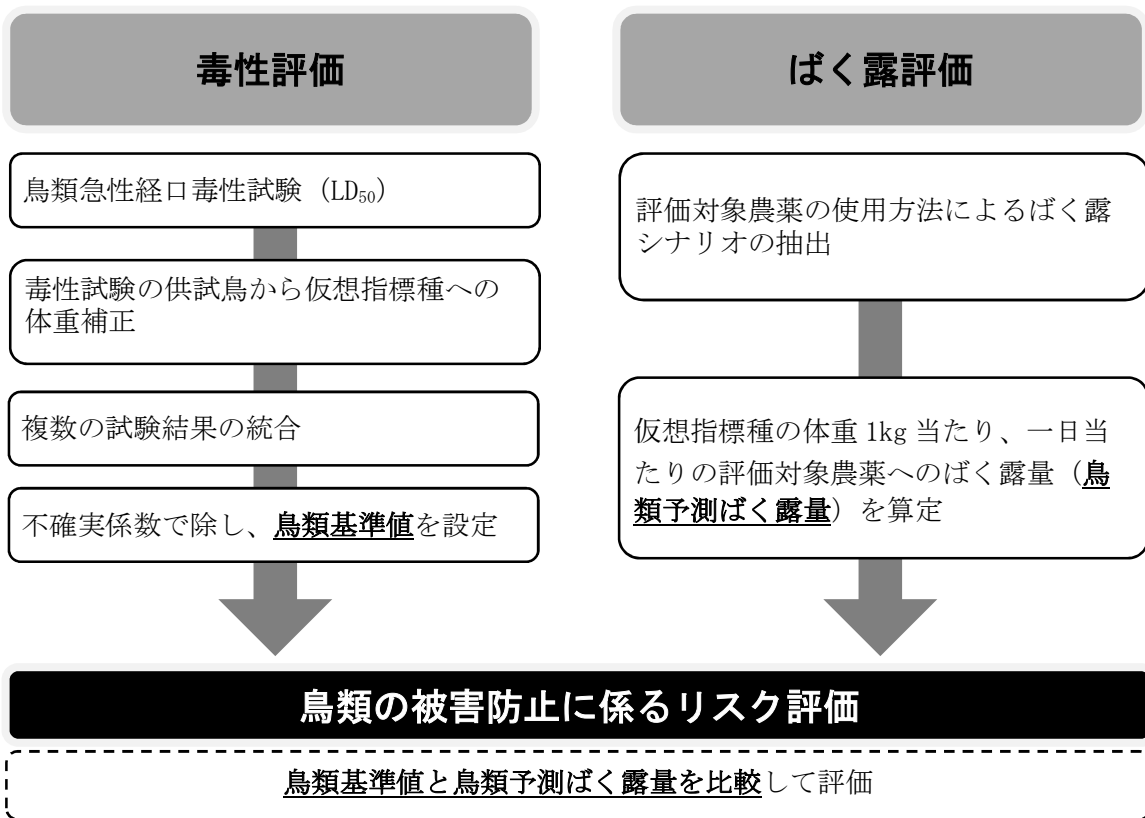 毒性評価
鳥類急性経口毒性試験（LD₅₀）
毒性試験の供試鳥から仮想指標種への
体重補正
複数の試験結果の統合
不確実係数で除し、鳥類基準値を設定
ばく露評価
評価対象農薬の使用方法によるばく露
シナリオの抽出
仮想指標種の体重 1kg 当たり、一日当
たりの評価対象農薬へのばく露量（鳥
類予測ばく露量）を算定
鳥類の被害防止に係るリスク評価
鳥類基準値と鳥類予測ばく露量を比較して評価